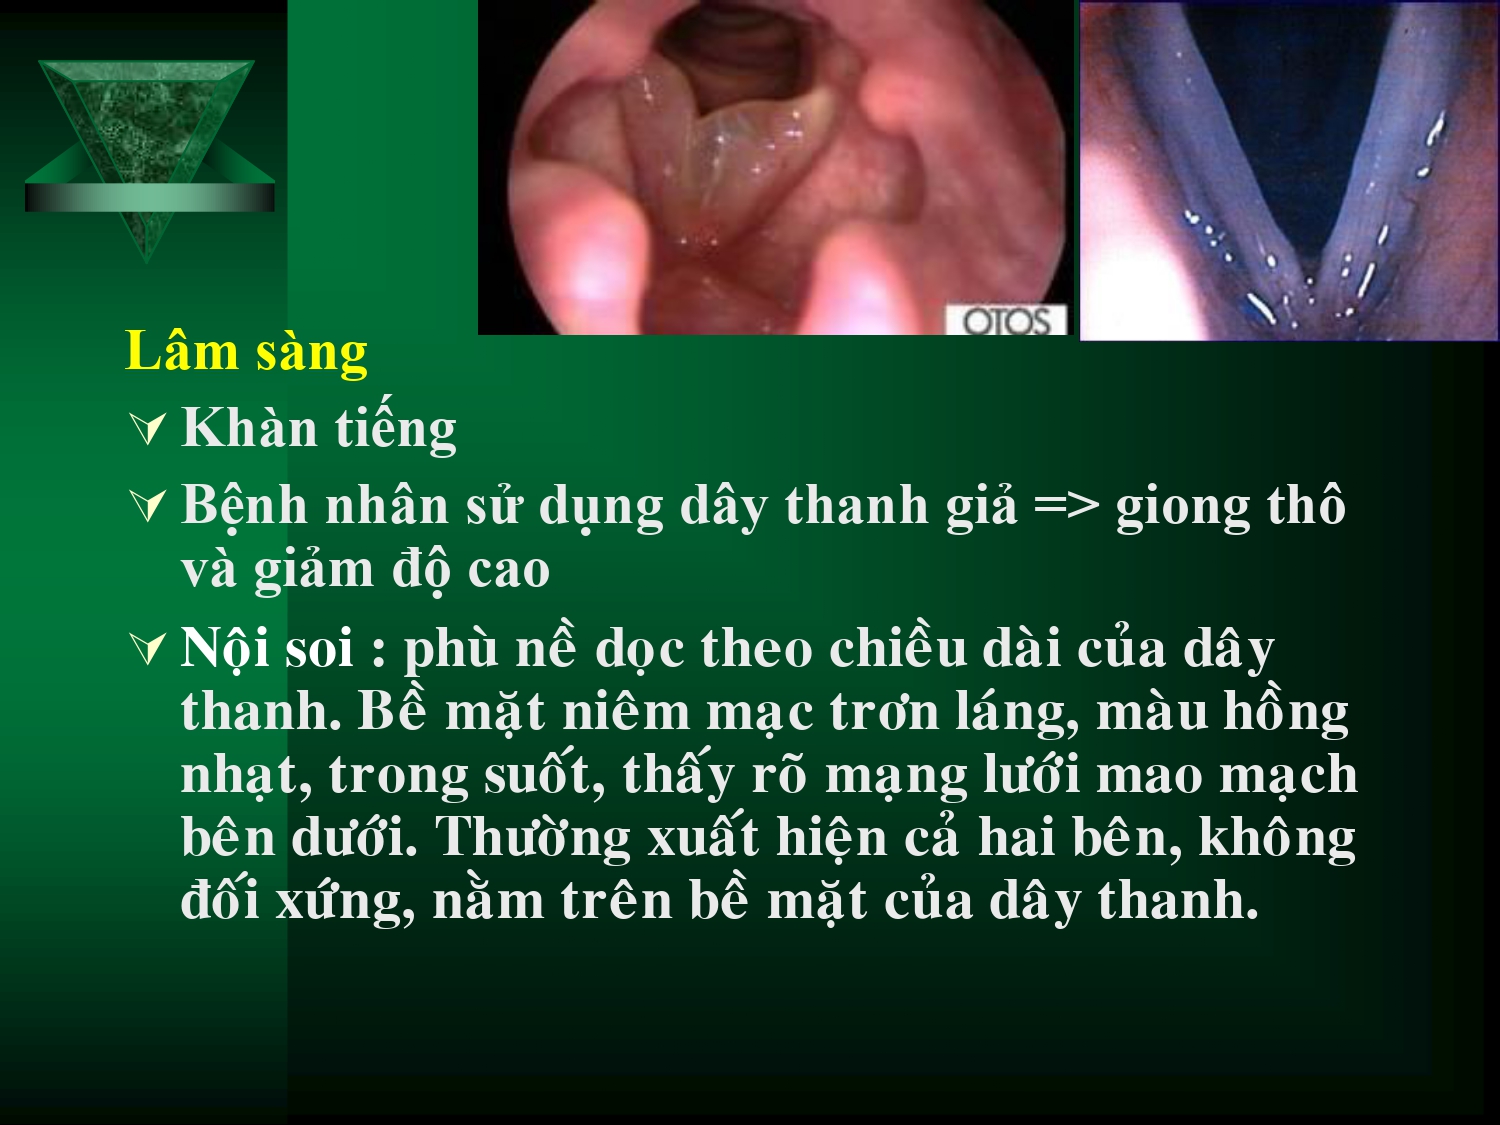 OTOS
Lâm sàng
Khàn tiếng
Bệnh nhân sử dụng dây thanh giả => giong thô
và giảm độ cao
Nội soi : phù nề dọc theo chiều dài của dây
thanh. Bề mặt niêm mạc trơn láng, màu hồng
nhạt, trong suốt, thấy rõ mạng lưới mao mạch
bên dưới. Thường xuất hiện cả hai bên, không
đối xứng, nằm trên bề mặt của dây thanh.